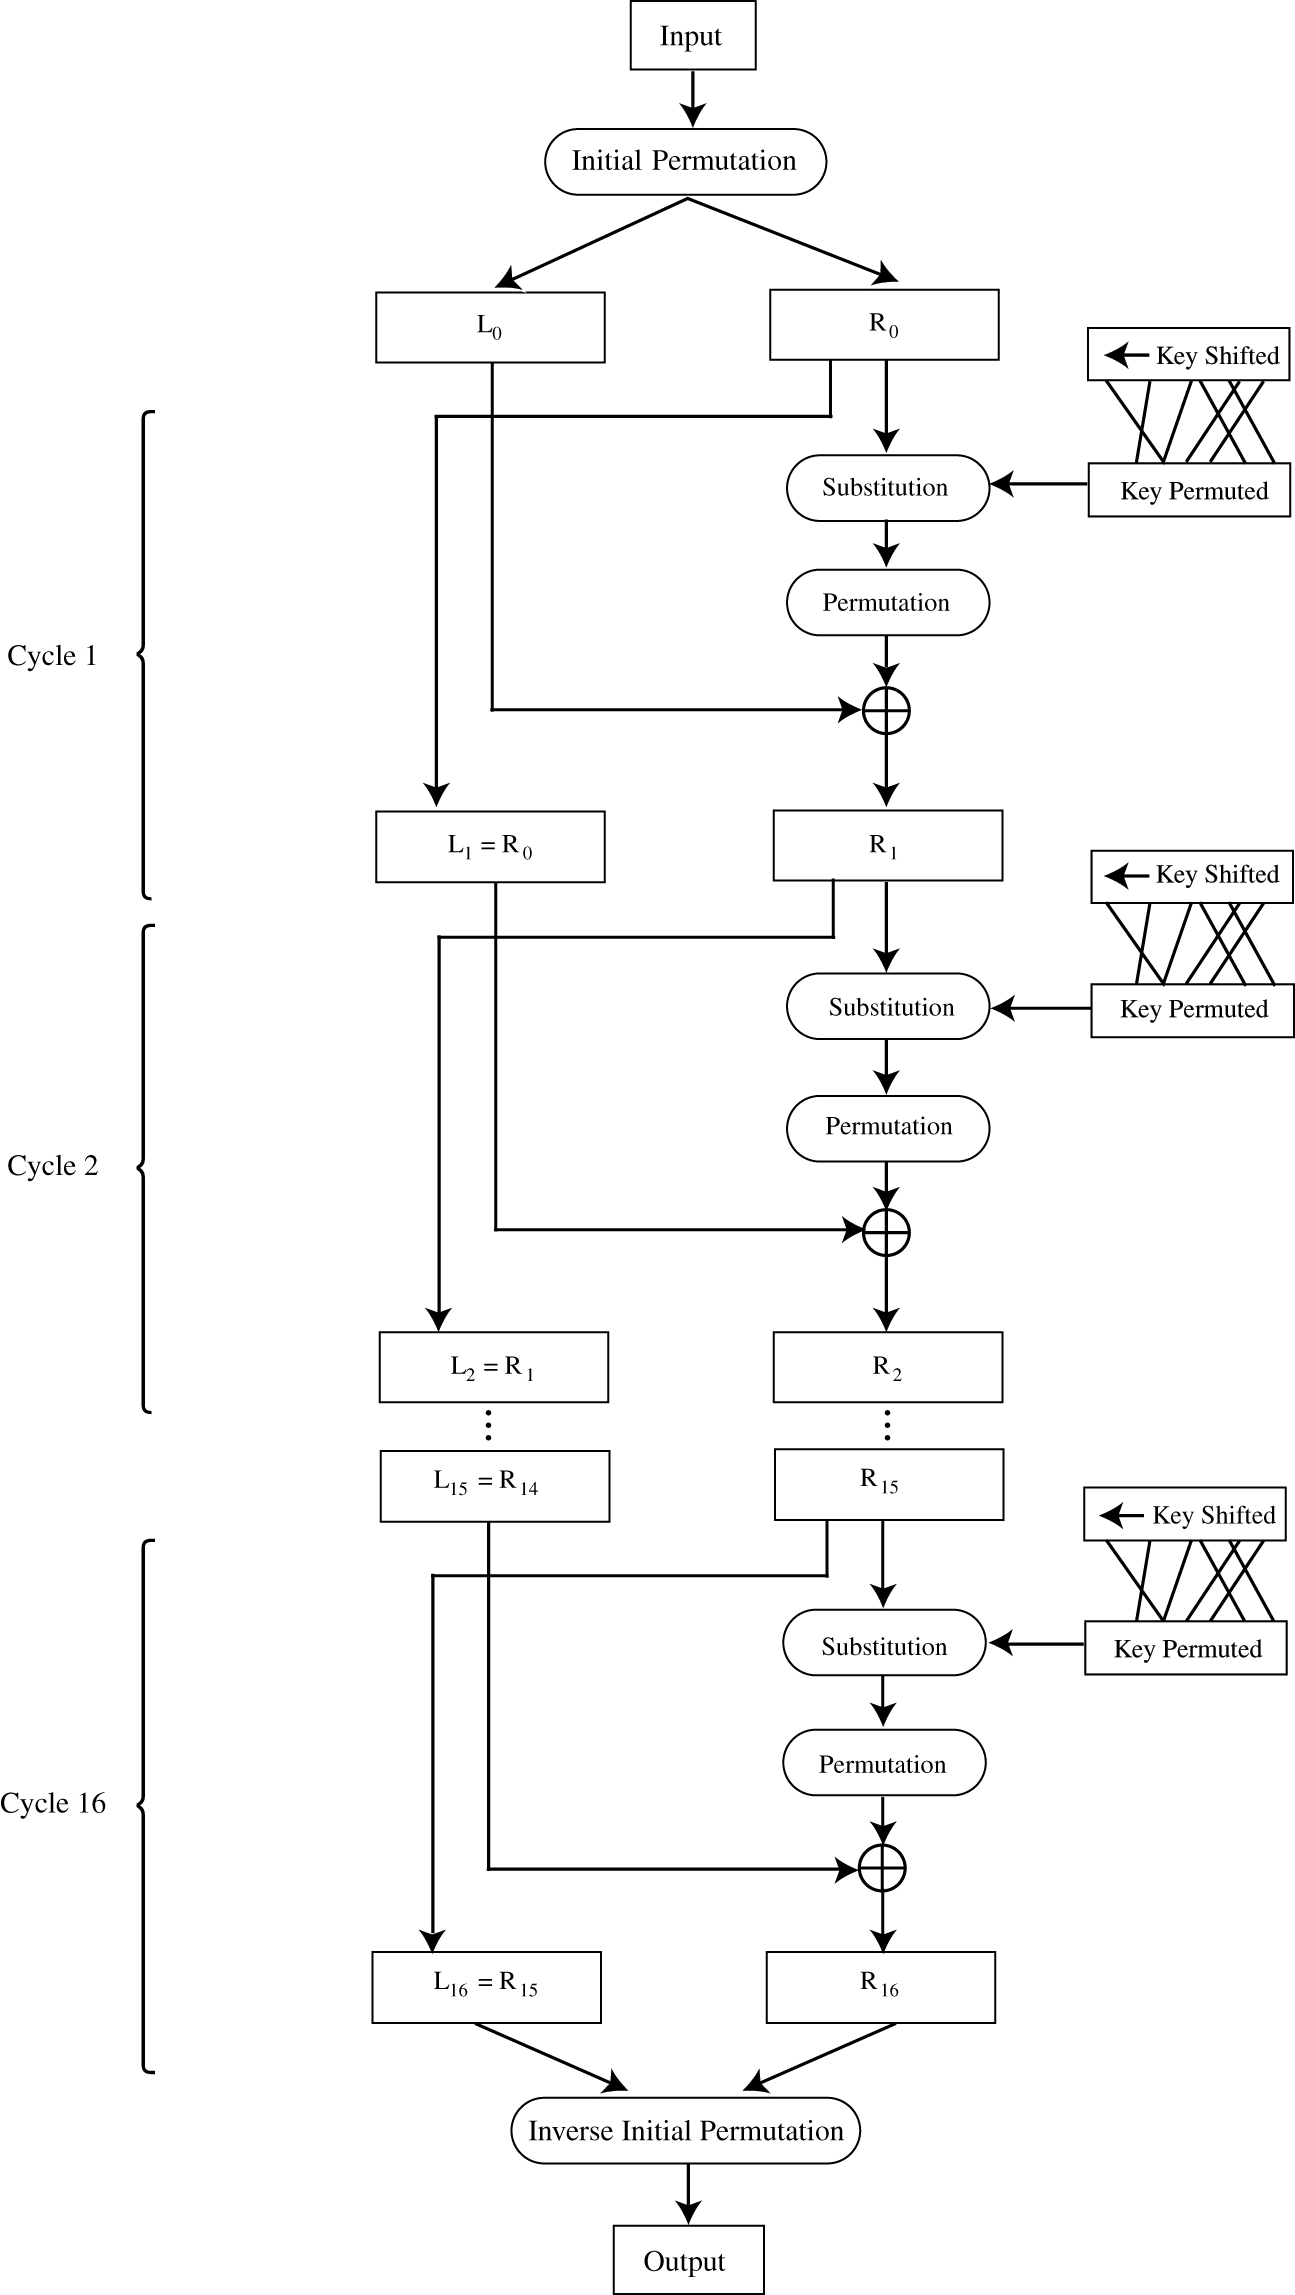 Input
Initial Permutation
L0
R0
Key Shifted
Key Permuted
Substitution
Permutation
Cycle 1
L1 = R0
R1
Key Shifted
Key Permuted
Substitution
Permutation
Cycle 2
L2 = R1
R2
L15 = R14
R15
Key Shifted
Key Permuted
Substitution
Permutation
Cycle 16
L16 = R15
R16
Inverse Initial Permutation
Output